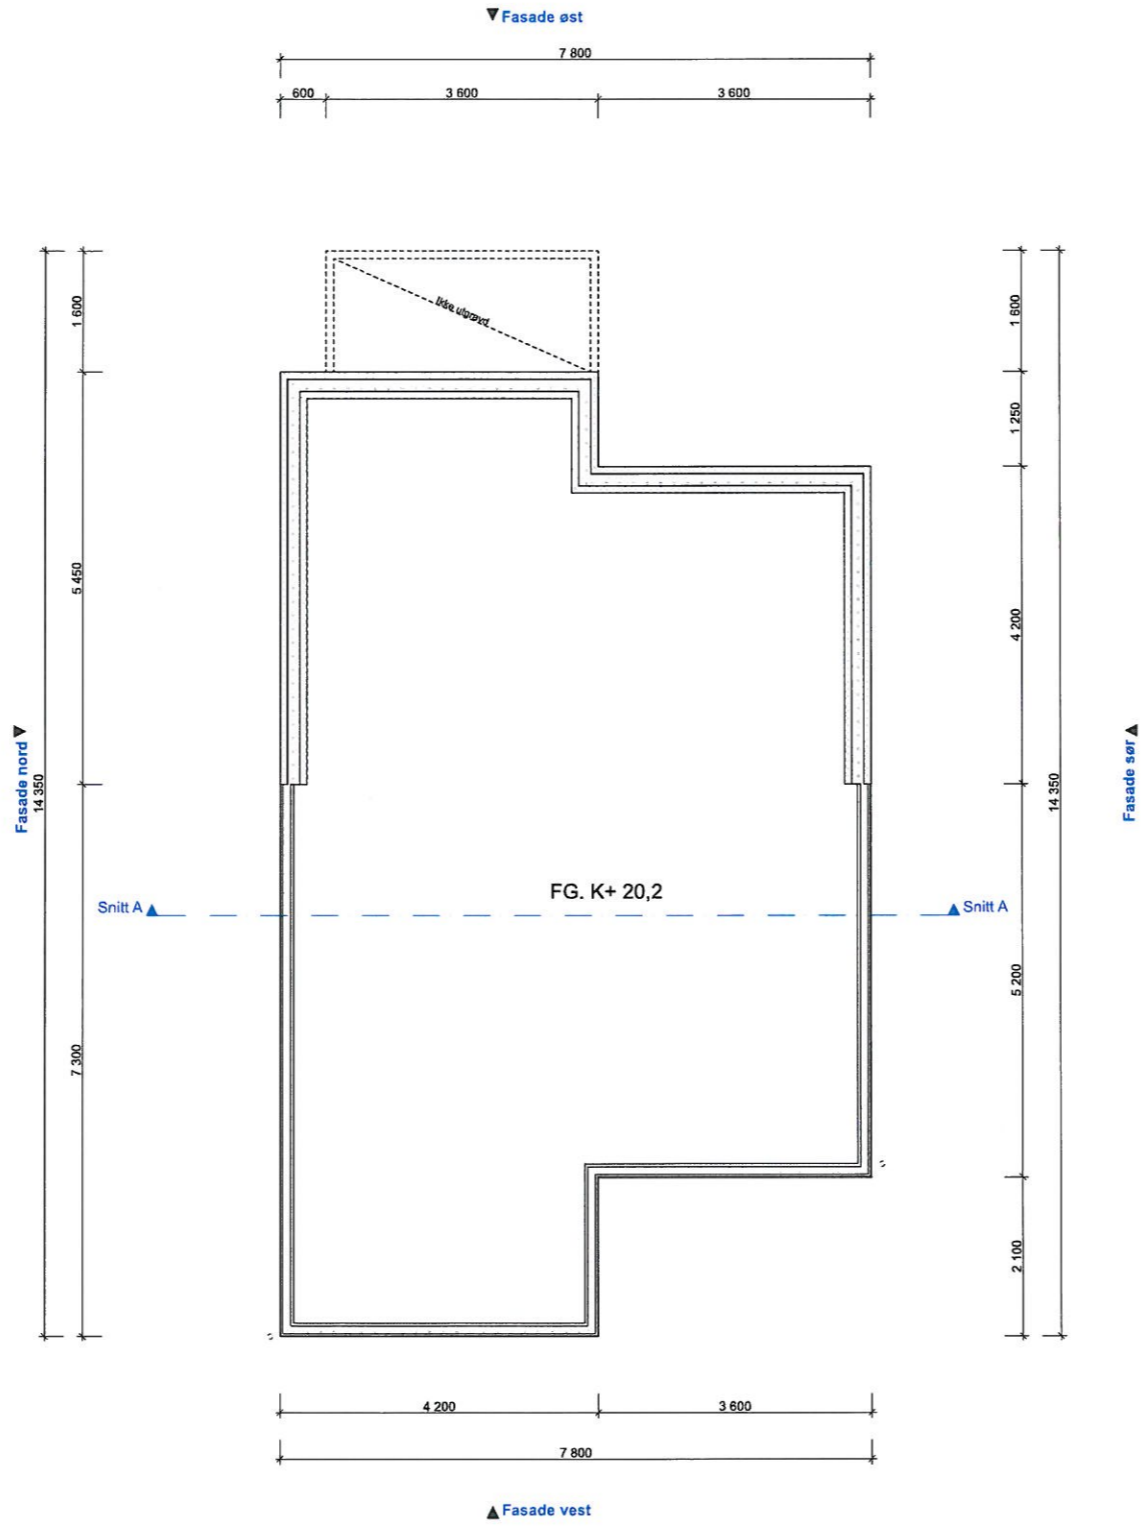 Fasade øst
7 800
600
3 600
3 600
1 600
Ikke utgravd
1 600
1 250
5 450
4 200
Fasade nord
14 350
14 350
Fasade sør
FG. K+ 20,2
Snitt A
Snitt A
5 200
7 300
2 100
4 200
3 600
7 800
Fasade vest